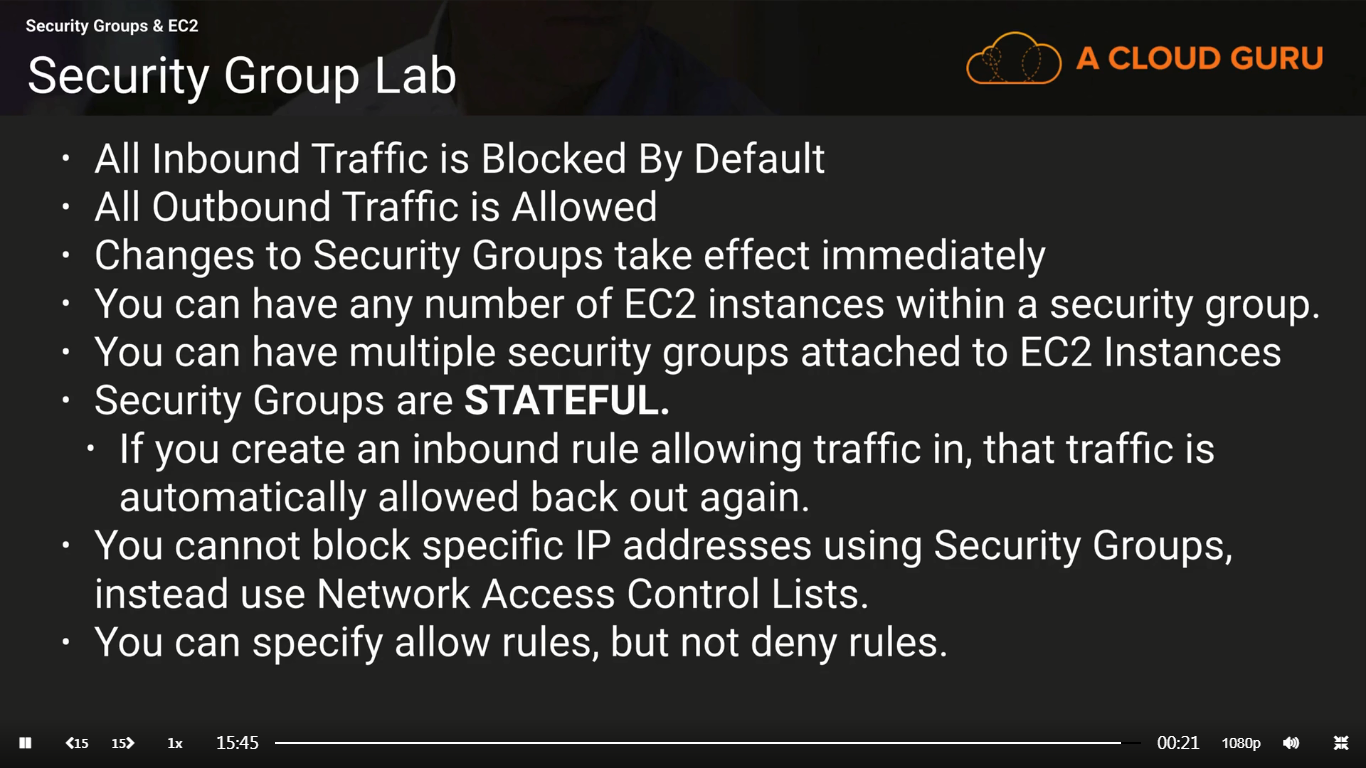 Security Groups & EC2
Security Group Lab
A CLOUD GURU
• All Inbound Traffic is Blocked By Default
• All Outbound Traffic is Allowed
• Changes to Security Groups take effect immediately
• You can have any number of EC2 instances within a security group.
• You can have multiple security groups attached to EC2 Instances
• Security Groups are STATEFUL.
• If you create an inbound rule allowing traffic in, that traffic is
automatically allowed back out again.
• You cannot block specific IP addresses using Security Groups,
instead use Network Access Control Lists.
• You can specify allow rules, but not deny rules.
15 15 1x 15:45 00:21 1080p